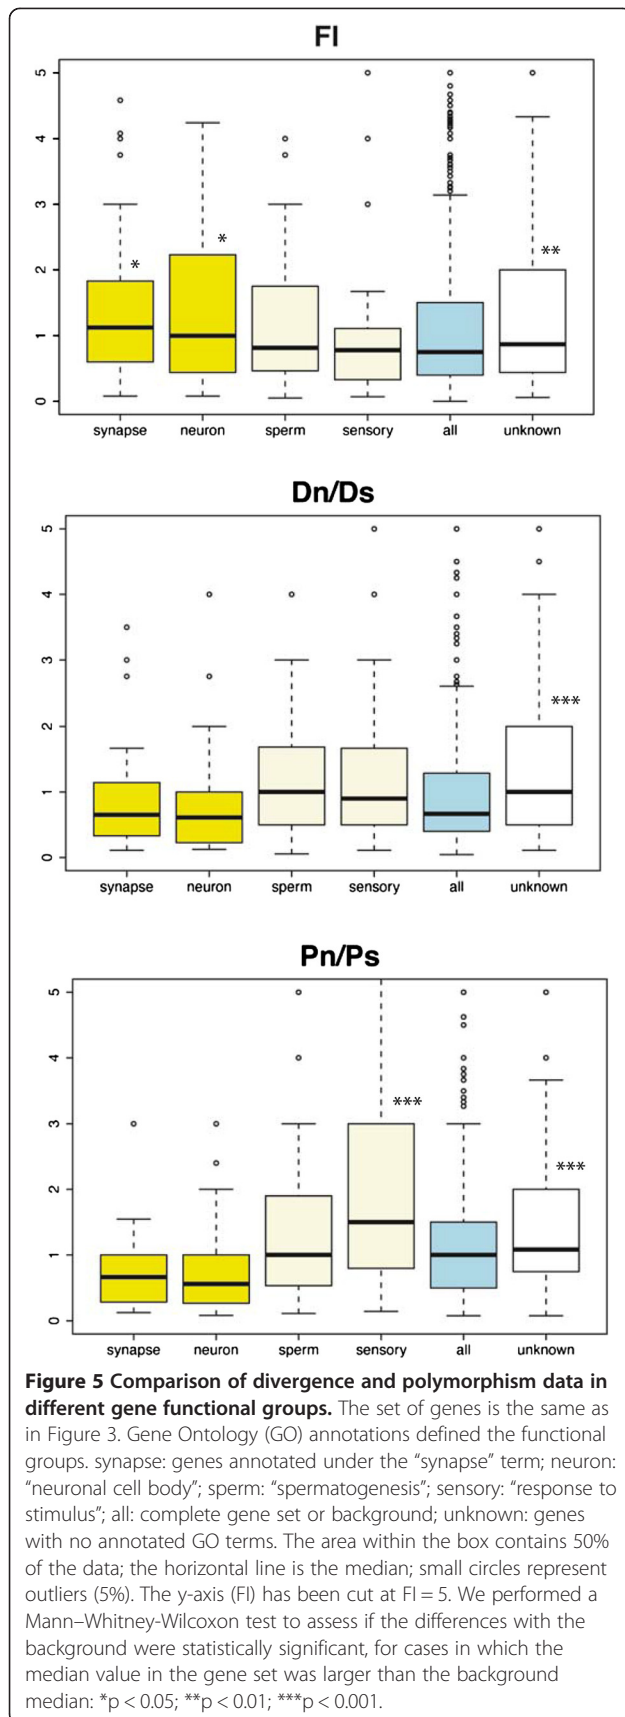 FI
5
4
3
2
1
0
*
*
**
synapse neuron sperm sensory all unknown
Dn/Ds
5
4
3
2
1
0
***
synapse neuron sperm sensory all unknown
Pn/Ps
5
4
3
2
1
0
***
***
synapse neuron sperm sensory all unknown
Figure 5 Comparison of divergence and polymorphism data in
different gene functional groups. The set of genes is the same as
in Figure 3. Gene Ontology (GO) annotations defined the functional
groups. synapse: genes annotated under the “synapse” term; neuron:
“neuronal cell body”; sperm: “spermatogenesis”; sensory: “response to
stimulus”; all: complete gene set or background; unknown: genes
with no annotated GO terms. The area within the box contains 50%
of the data; the horizontal line is the median; small circles represent
outliers (5%). The y-axis (FI) has been cut at FI = 5. We performed a
Mann–Whitney-Wilcoxon test to assess if the differences with the
background were statistically significant, for cases in which the
median value in the gene set was larger than the background
median: *p < 0.05; **p < 0.01; ***p < 0.001.